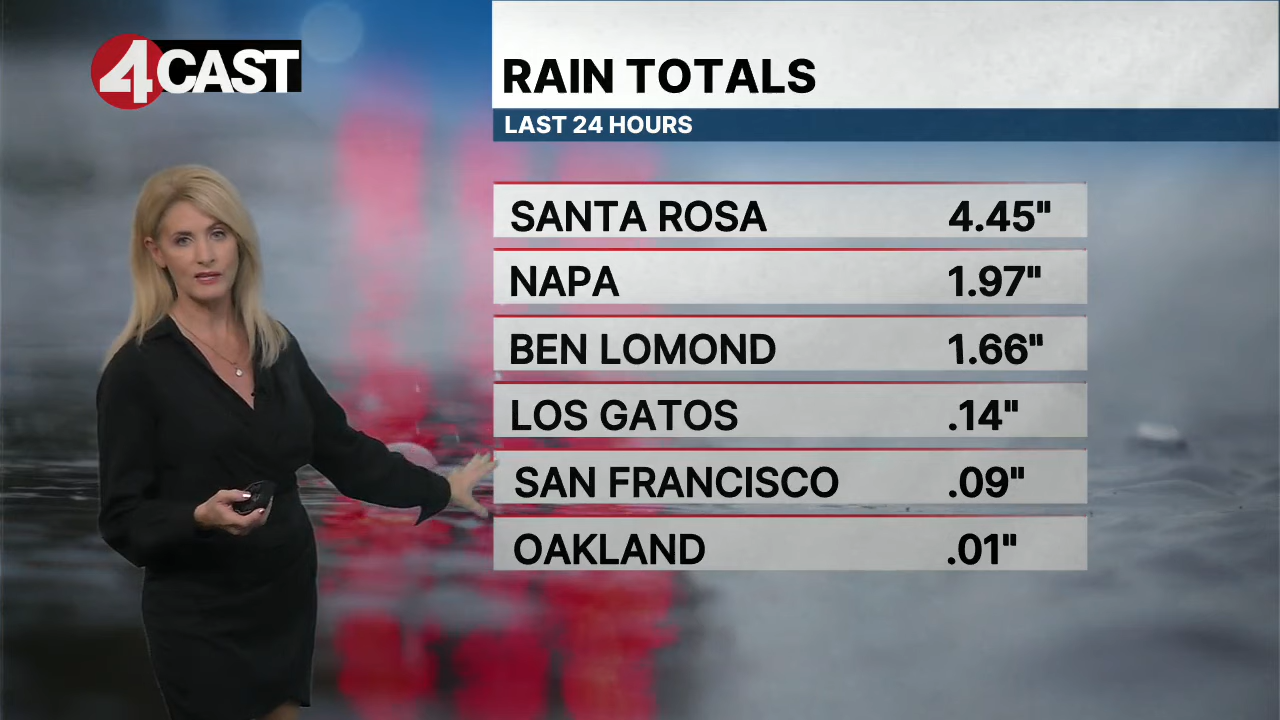 4CAST
RAIN TOTALS
LAST 24 HOURS
SANTA ROSA 4.45"
NAPA 1.97"
BEN LOMOND 1.66"
LOS GATOS .14"
SAN FRANCISCO .09"
OAKLAND .01"